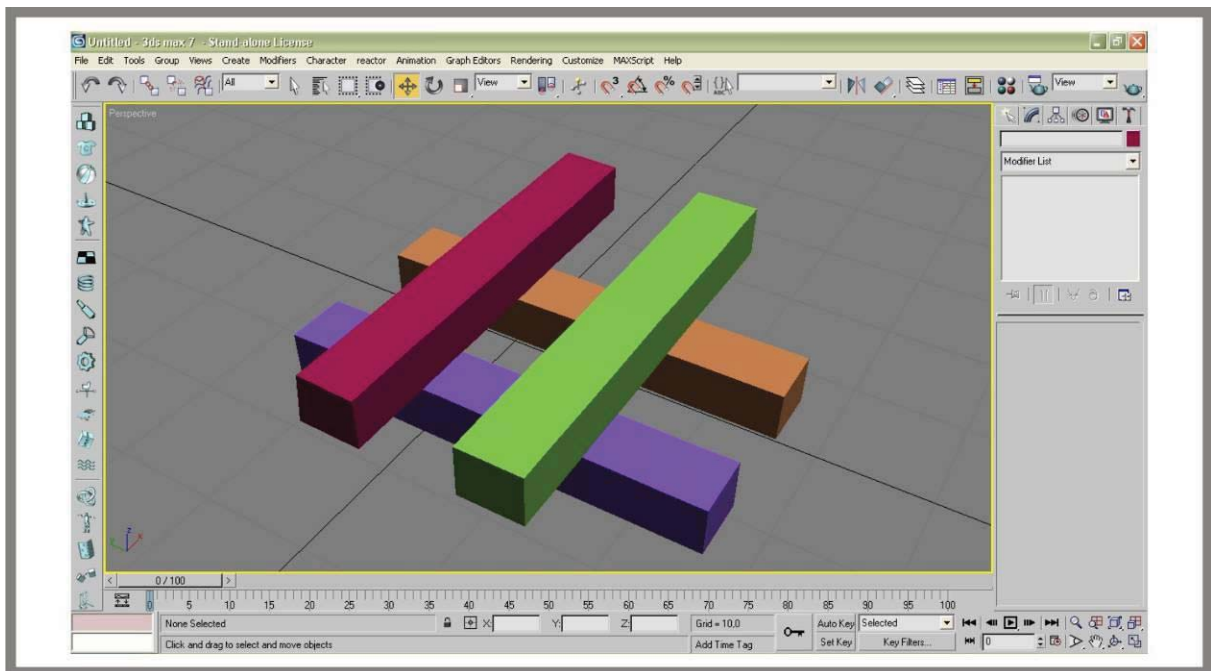 Untitled - 3ds max 7 - Stand-alone License
File Edit Tools Group Views Create Modifiers Character reactor Animation Graph Editors Rendering Customize MAXScript Help
All View View
Perspective
Modifier List
0 / 100
0 5 10 15 20 25 30 35 40 45 50 55 60 65 70 75 80 85 90 95 100
None Selected X: Y: Z: Grid = 10,0 Auto Key Selected
Click and drag to select and move objects Add Time Tag Set Key Key Filters... 0